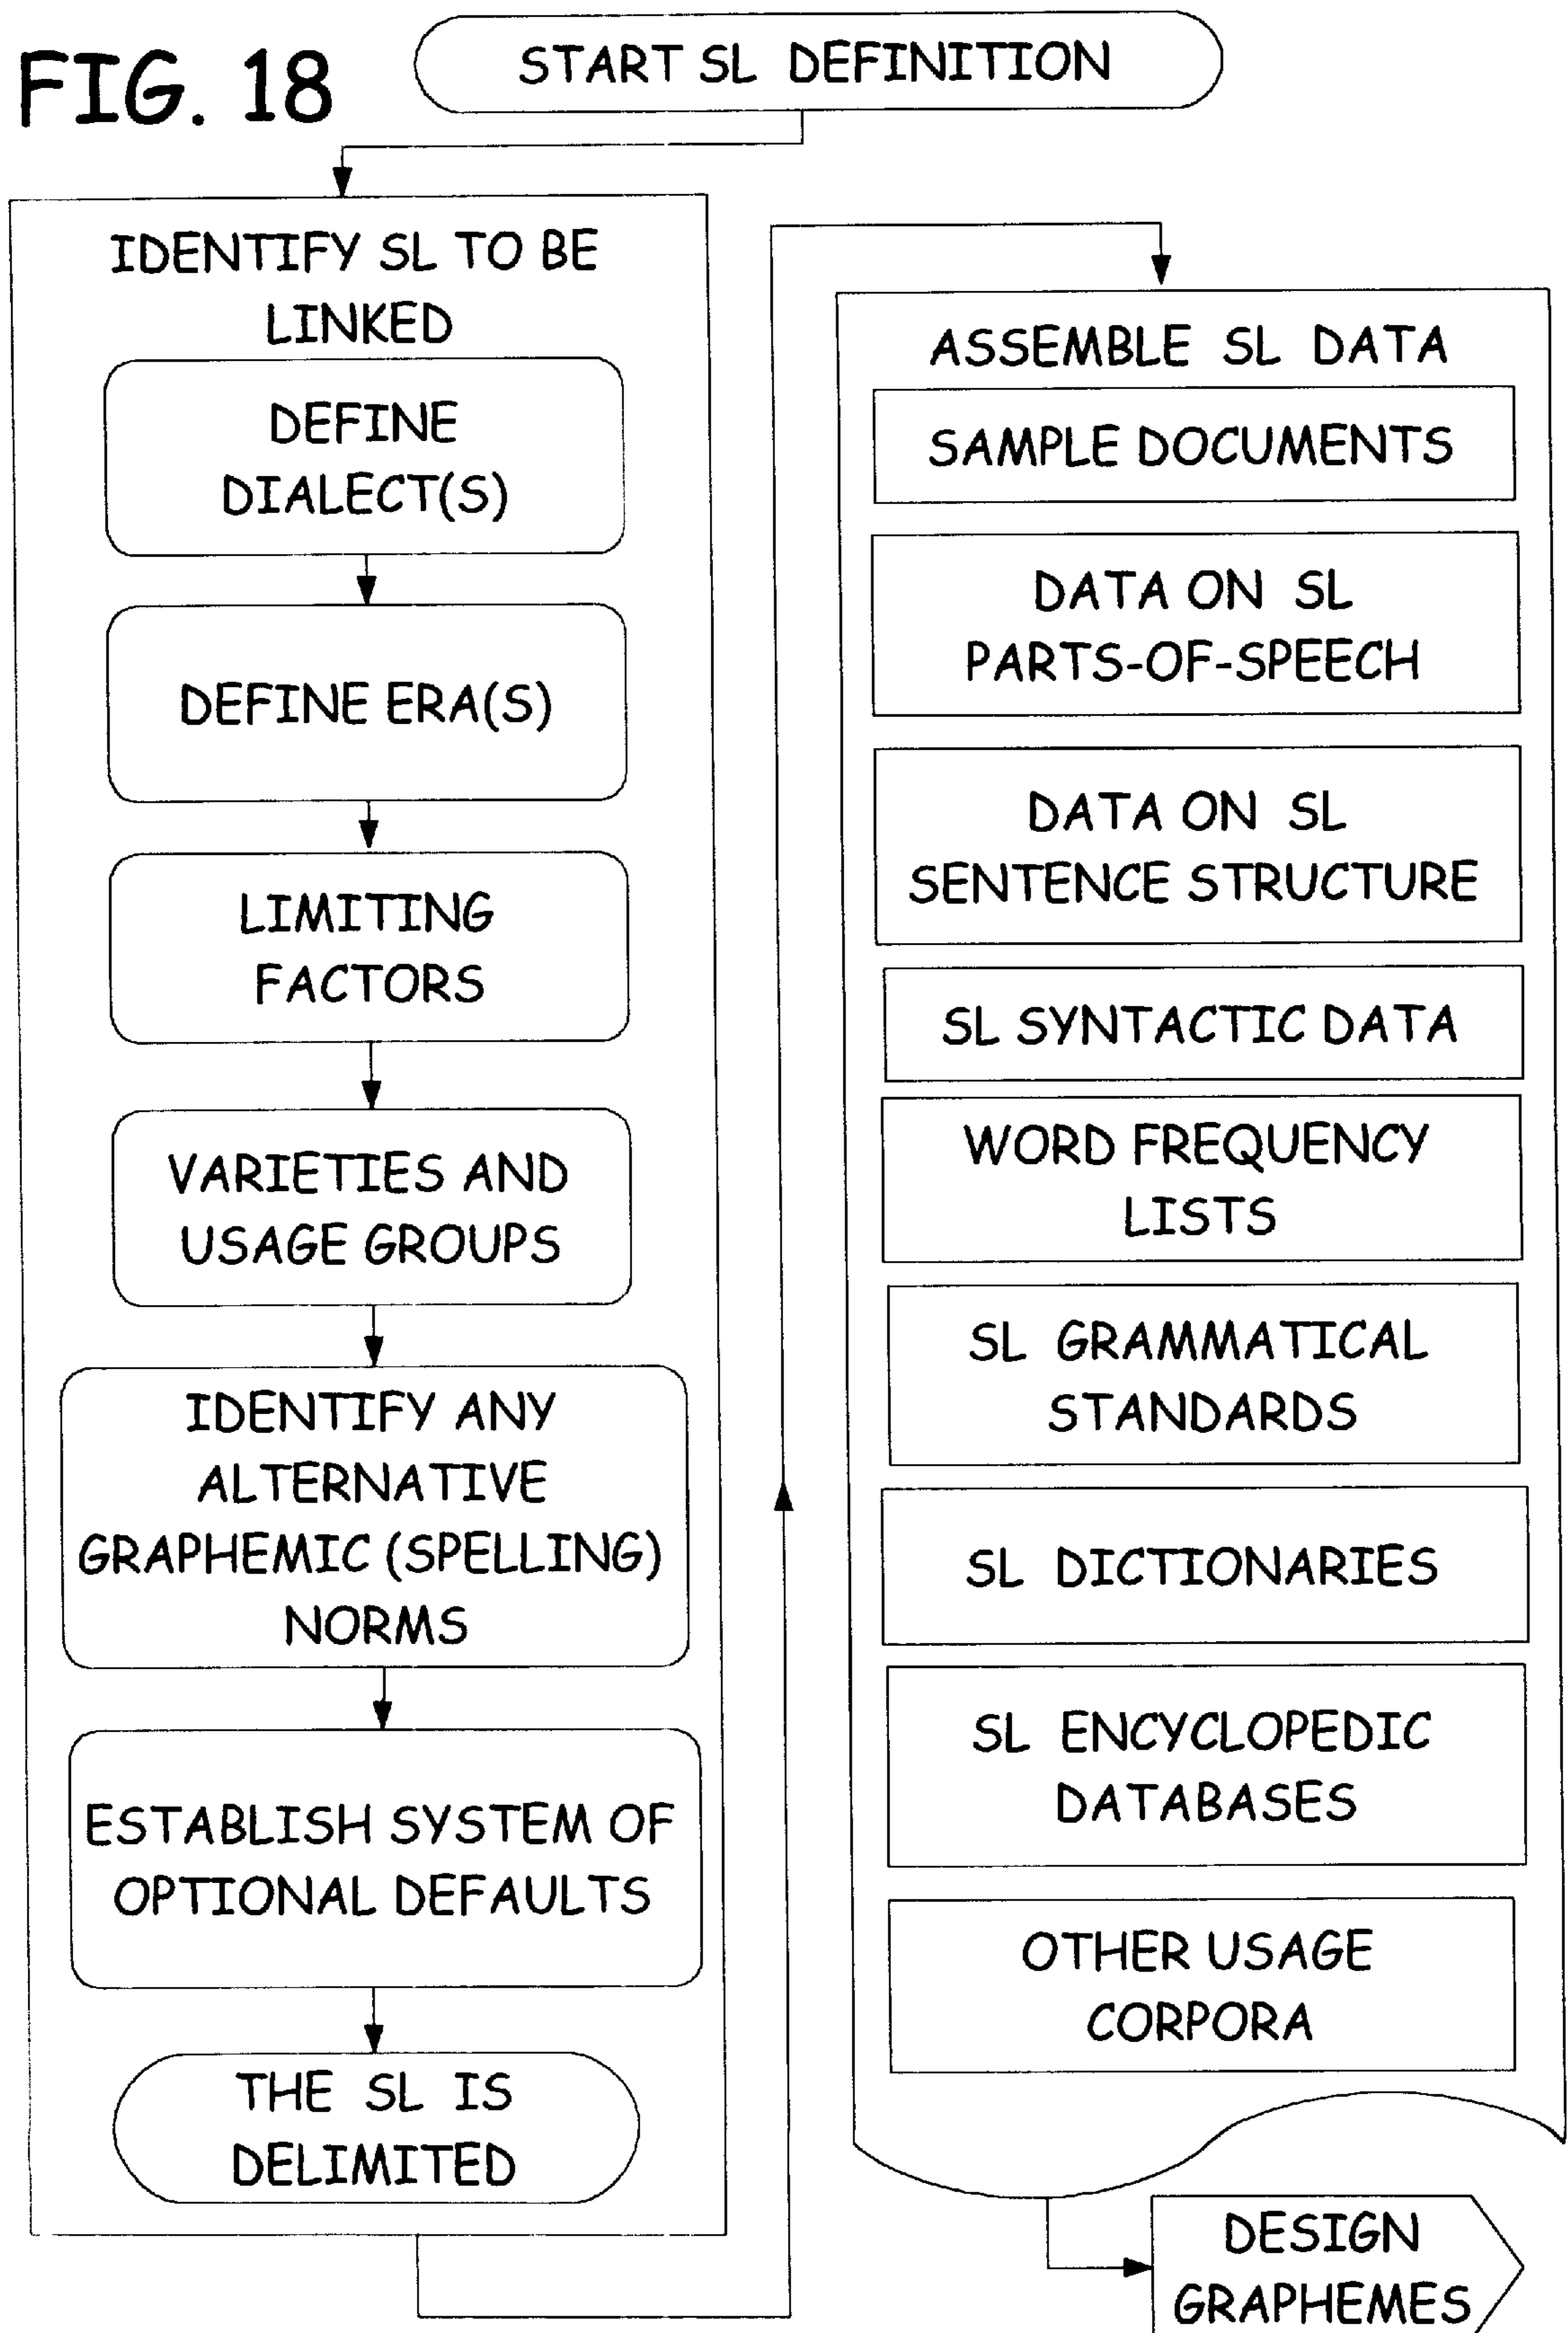 FIG. 18
START SL DEFINITION
IDENTIFY SL TO BE
LINKED
DEFINE
DIALECT(S)
DEFINE ERA(S)
LIMITING
FACTORS
VARIETIES AND
USAGE GROUPS
IDENTIFY ANY
ALTERNATIVE
GRAPHEMIC (SPELLING)
NORMS
ESTABLISH SYSTEM OF
OPTIONAL DEFAULTS
THE SL IS
DELIMITED
ASSEMBLE SL DATA
SAMPLE DOCUMENTS
DATA ON SL
PARTS-OF-SPEECH
DATA ON SL
SENTENCE STRUCTURE
SL SYNTACTIC DATA
WORD FREQUENCY
LISTS
SL GRAMMATICAL
STANDARDS
SL DICTIONARIES
SL ENCYCLOPEDIC
DATABASES
OTHER USAGE
CORPORA
DESIGN
GRAPHEMES